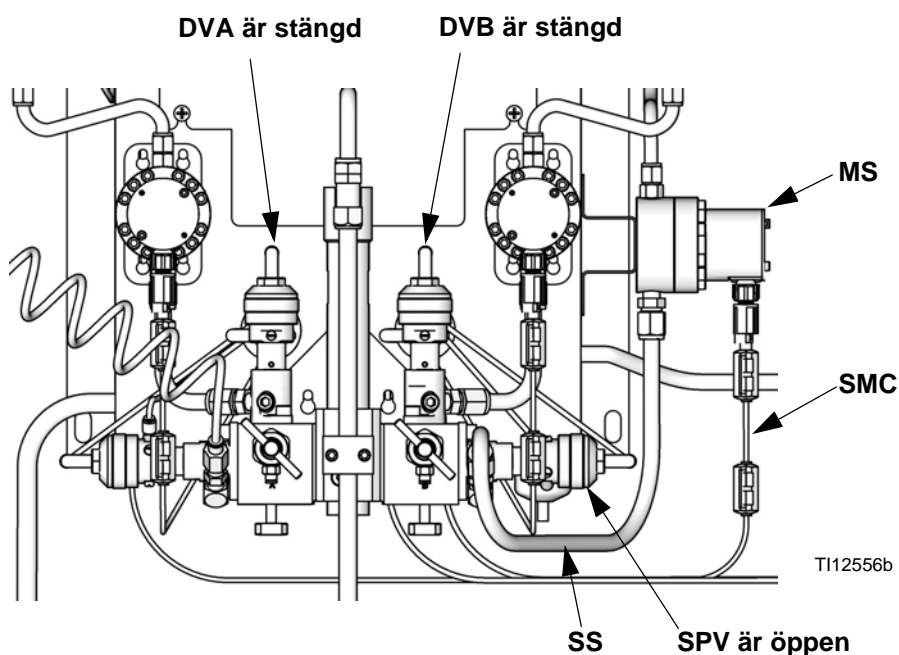 DVA är stängd
DVB är stängd
MS
SMC
TI12556b
SS
SPV är öppen